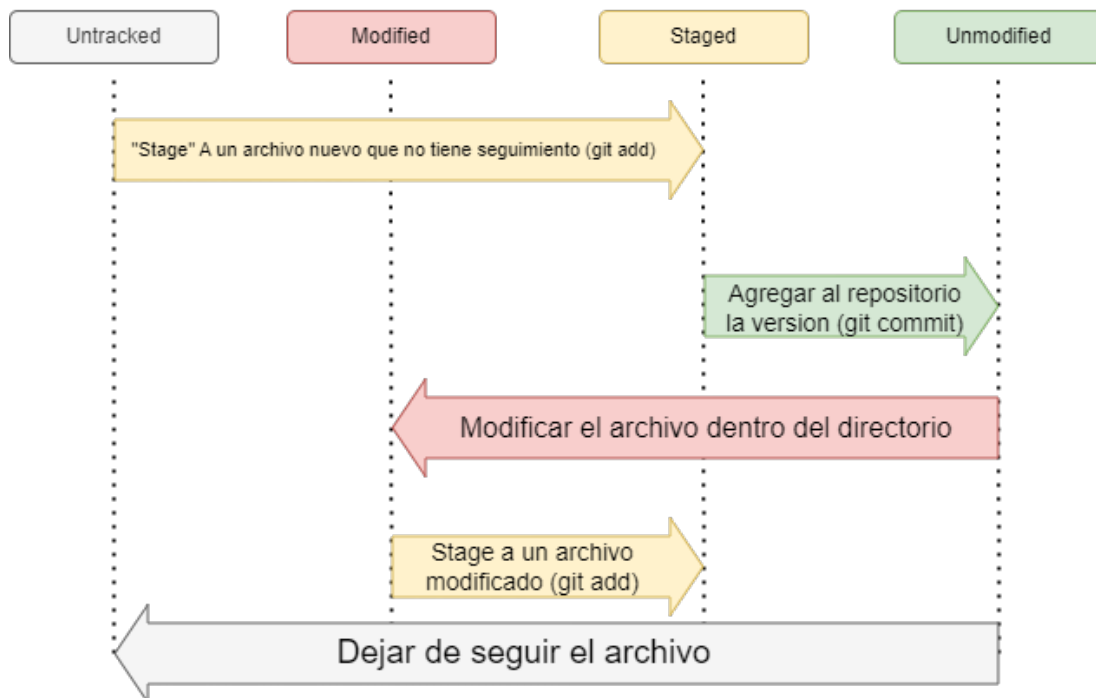 Untracked
Modified
Staged
Unmodified
"Stage" A un archivo nuevo que no tiene seguimiento (git add)
Agregar al repositorio
la version (git commit)
Modificar el archivo dentro del directorio
Stage a un archivo
modificado (git add)
Dejar de seguir el archivo